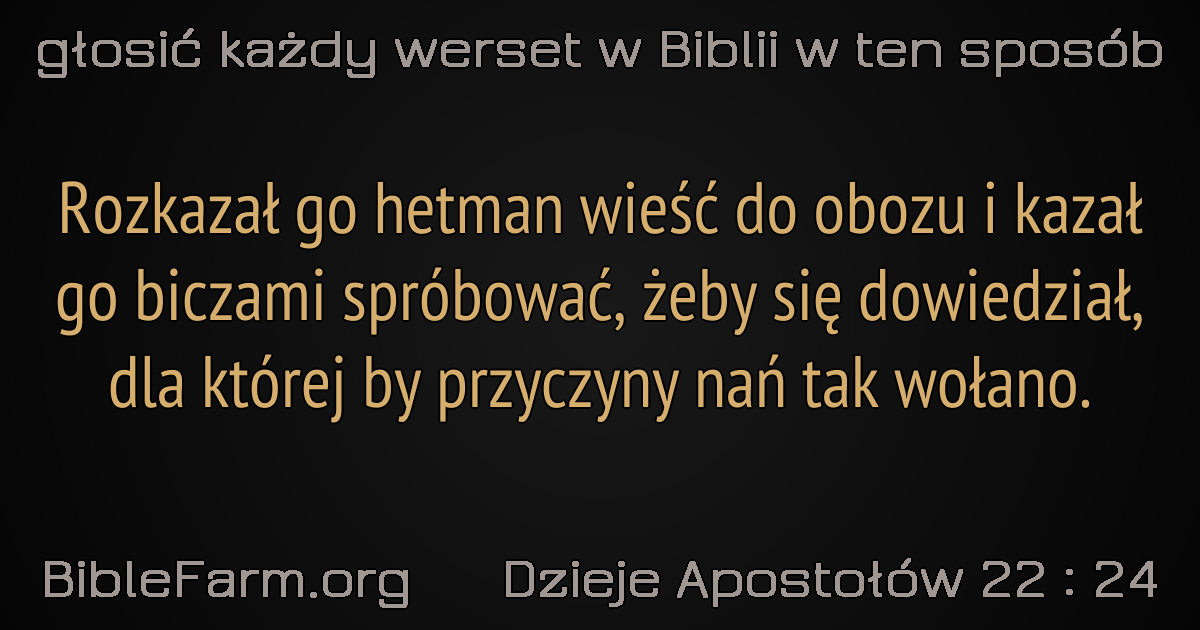 głosić każdy werset w Biblii w ten sposób
Rozkazał go hetman wieść do obozu i kazał
go biczami spróbować, żeby się dowiedział,
dla której by przyczyny nań tak wołano.
BibleFarm.org Dzieje Apostołów 22 : 24